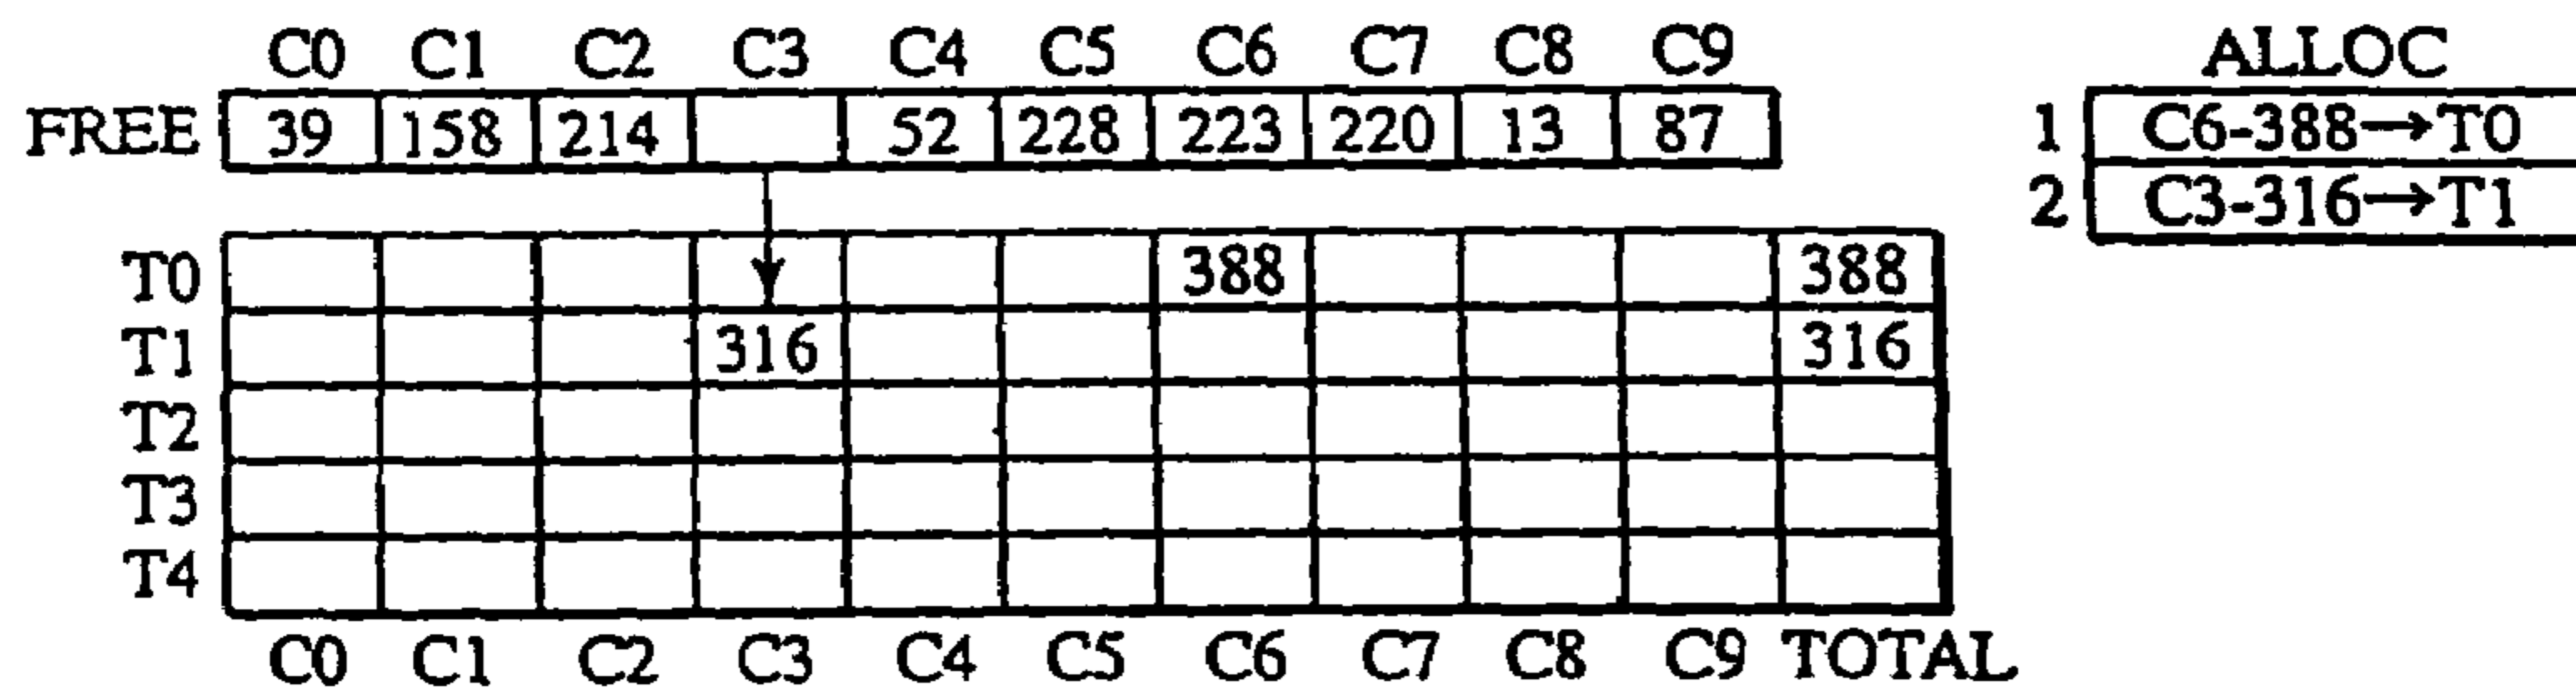 C0 C1 C2 C3 C4 C5 C6 C7 C8 C9 ALLOC
FREE 39 158 214 52 228 223 220 13 87 1 C6-388→T0
2 C3-316→T1
T0 388 388
T1 316 316
T2
T3
T4
C0 C1 C2 C3 C4 C5 C6 C7 C8 C9 TOTAL